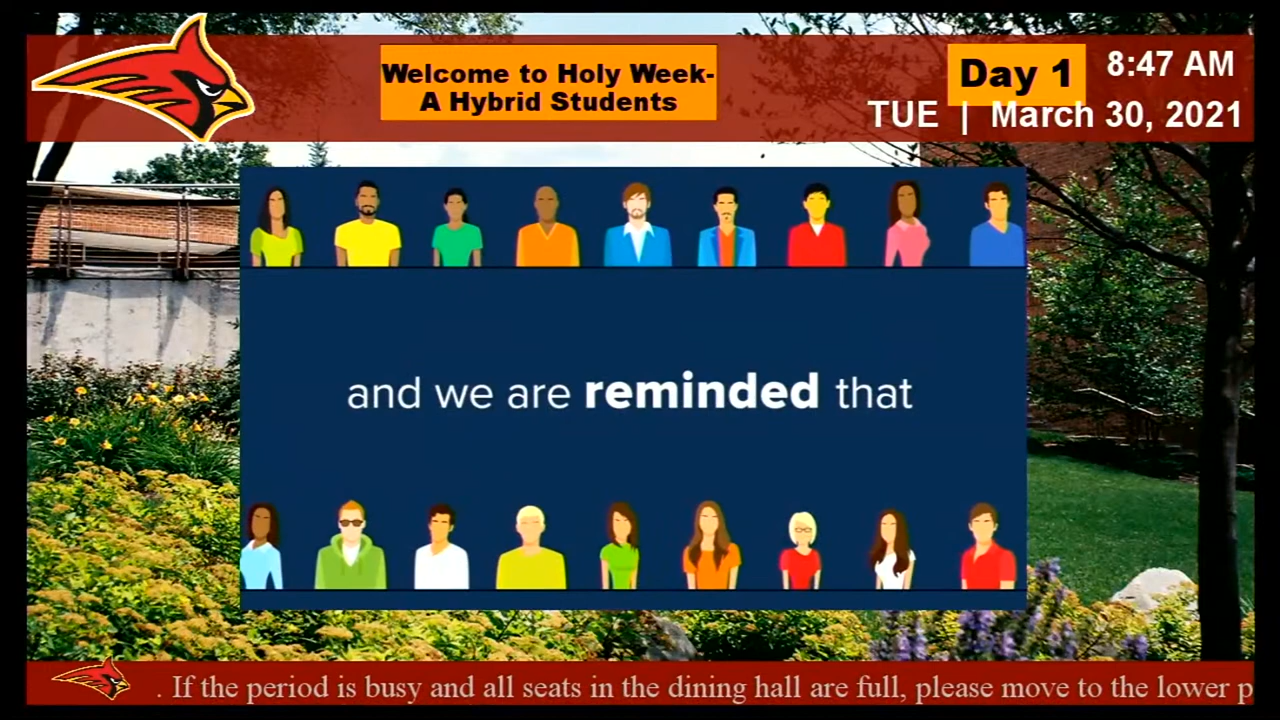 Welcome to Holy Week-
A Hybrid Students
Day 1
8:47 AM
TUE | March 30, 2021
and we are reminded that
. If the period is busy and all seats in the dining hall are full, please move to the lower p